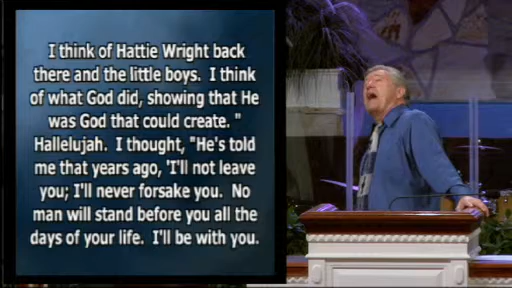 I think of Hattie Wright back
there and the little boys.  I think
of what God did, showing that He
was God that could create. "
Hallelujah.  I thought, "He's told
me that years ago, 'I'll not leave
you; I'll never forsake you.  No
man will stand before you all the
days of your life.  I'll be with you.